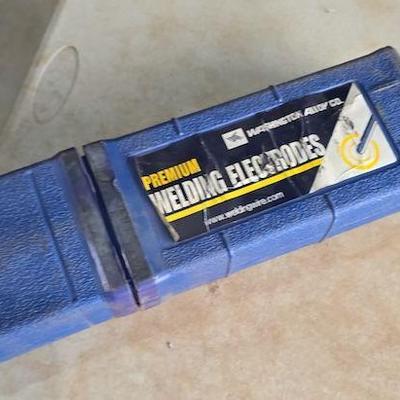 WASHINGTON ALLOY CO.
PREMIUM
WELDING ELECTRODES
www.weldingwire.com